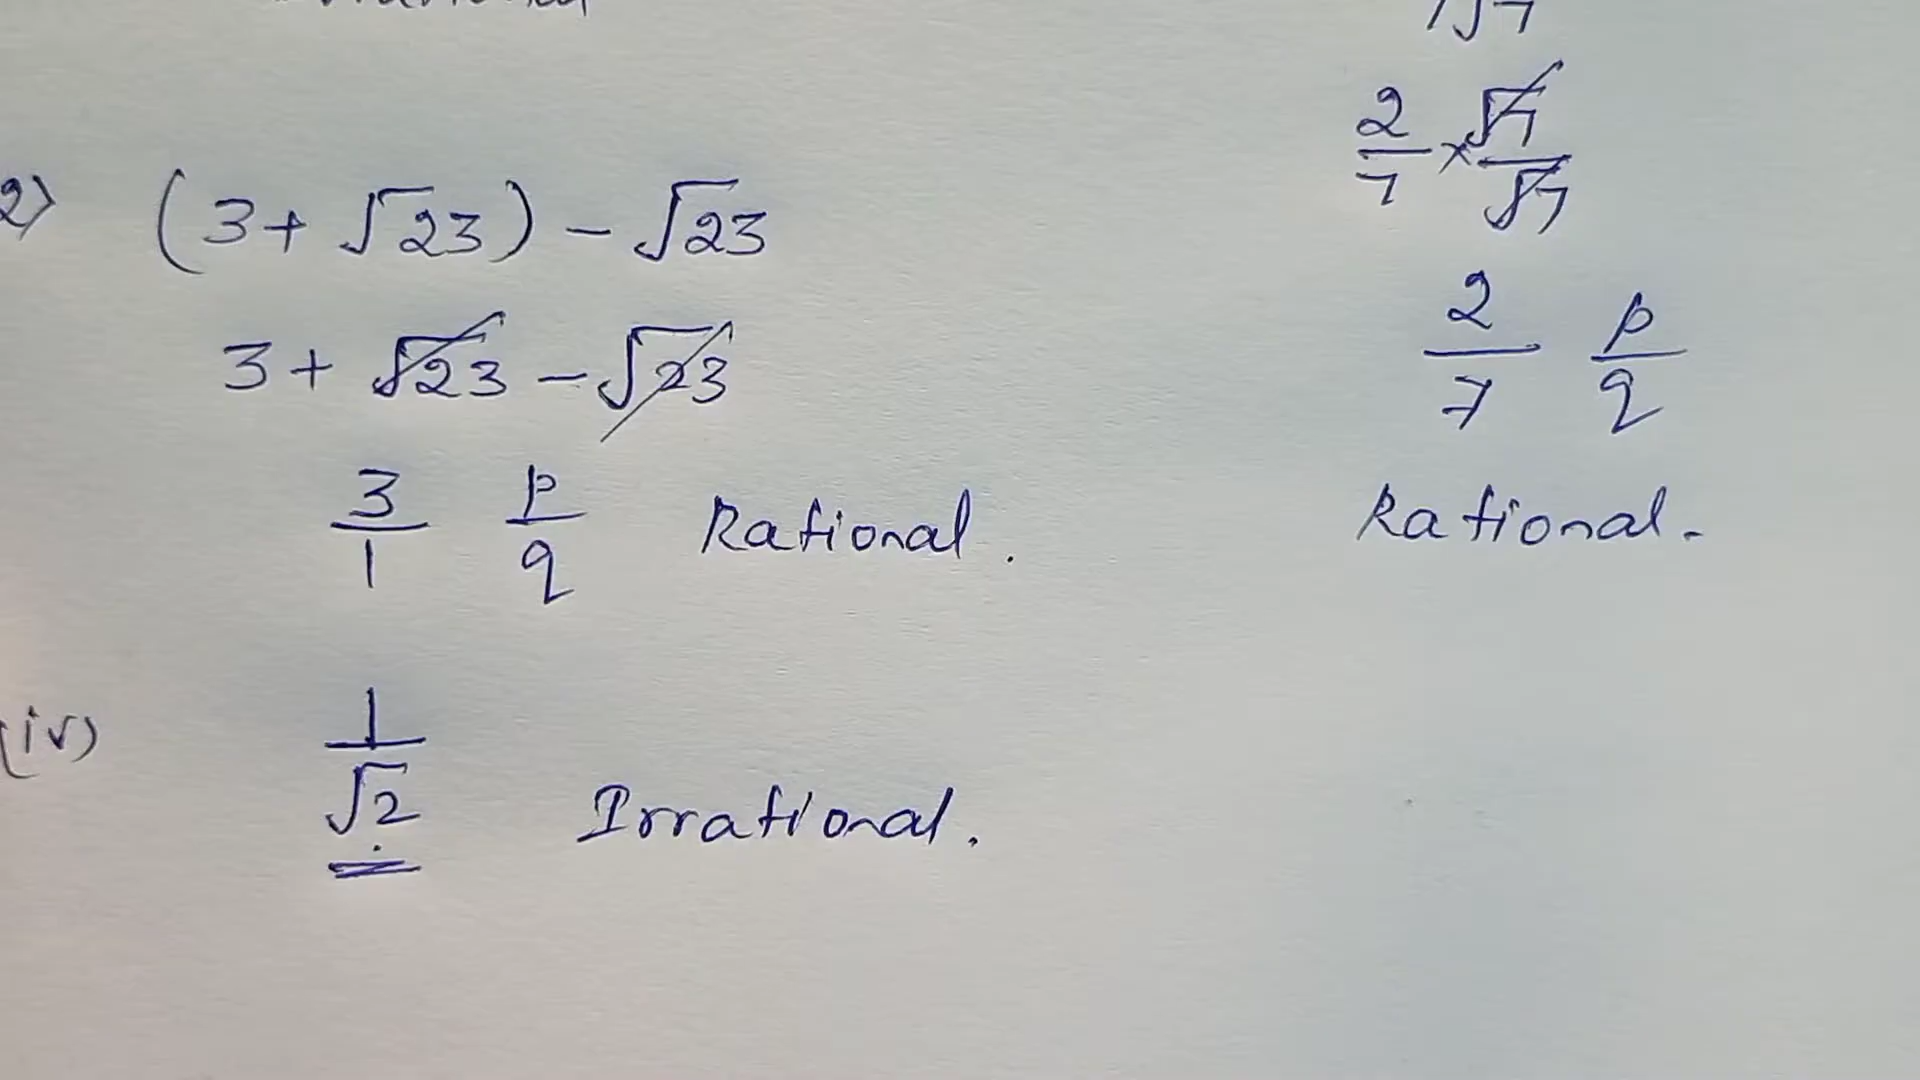 2) (3 + √23) - √23
3 + √23 - √23
3/1 p/q Rational.
(iv) 1/√2 Irrational.
2/7 × √7/√7
2/7 p/q
Rational.